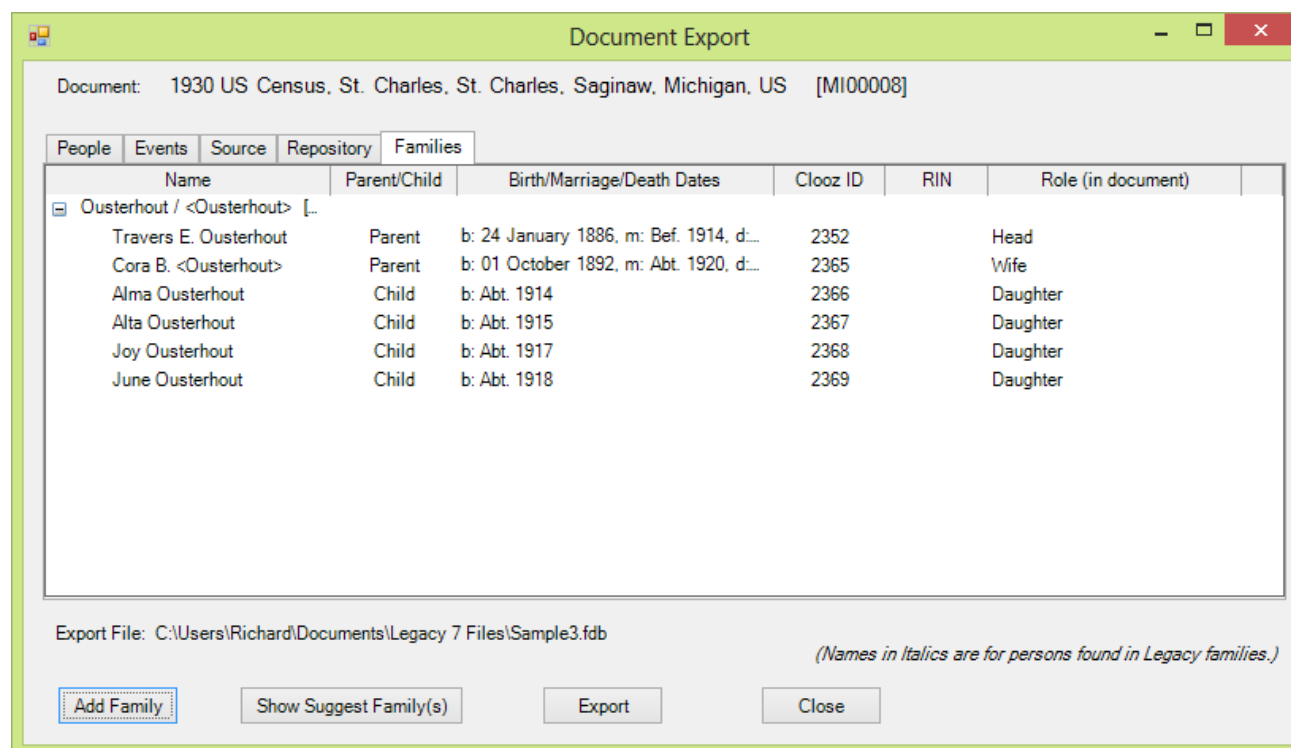 Document Export
Document: 1930 US Census, St. Charles, St. Charles, Saginaw, Michigan, US [MI00008]
People Events Source Repository Families
Name Parent/Child Birth/Marriage/Death Dates Clooz ID RIN Role (in document)
Ousterhout / <Ousterhout> [...
Travers E. Ousterhout Parent b: 24 January 1886, m: Bef. 1914, d:... 2352 Head
Cora B. <Ousterhout> Parent b: 01 October 1892, m: Abt. 1920, d:... 2365 Wife
Alma Ousterhout Child b: Abt. 1914 2366 Daughter
Alta Ousterhout Child b: Abt. 1915 2367 Daughter
Joy Ousterhout Child b: Abt. 1917 2368 Daughter
June Ousterhout Child b: Abt. 1918 2369 Daughter
Export File: C:\Users\Richard\Documents\Legacy 7 Files\Sample3.fdb
(Names in Italics are for persons found in Legacy families.)
Add Family Show Suggest Family(s) Export Close